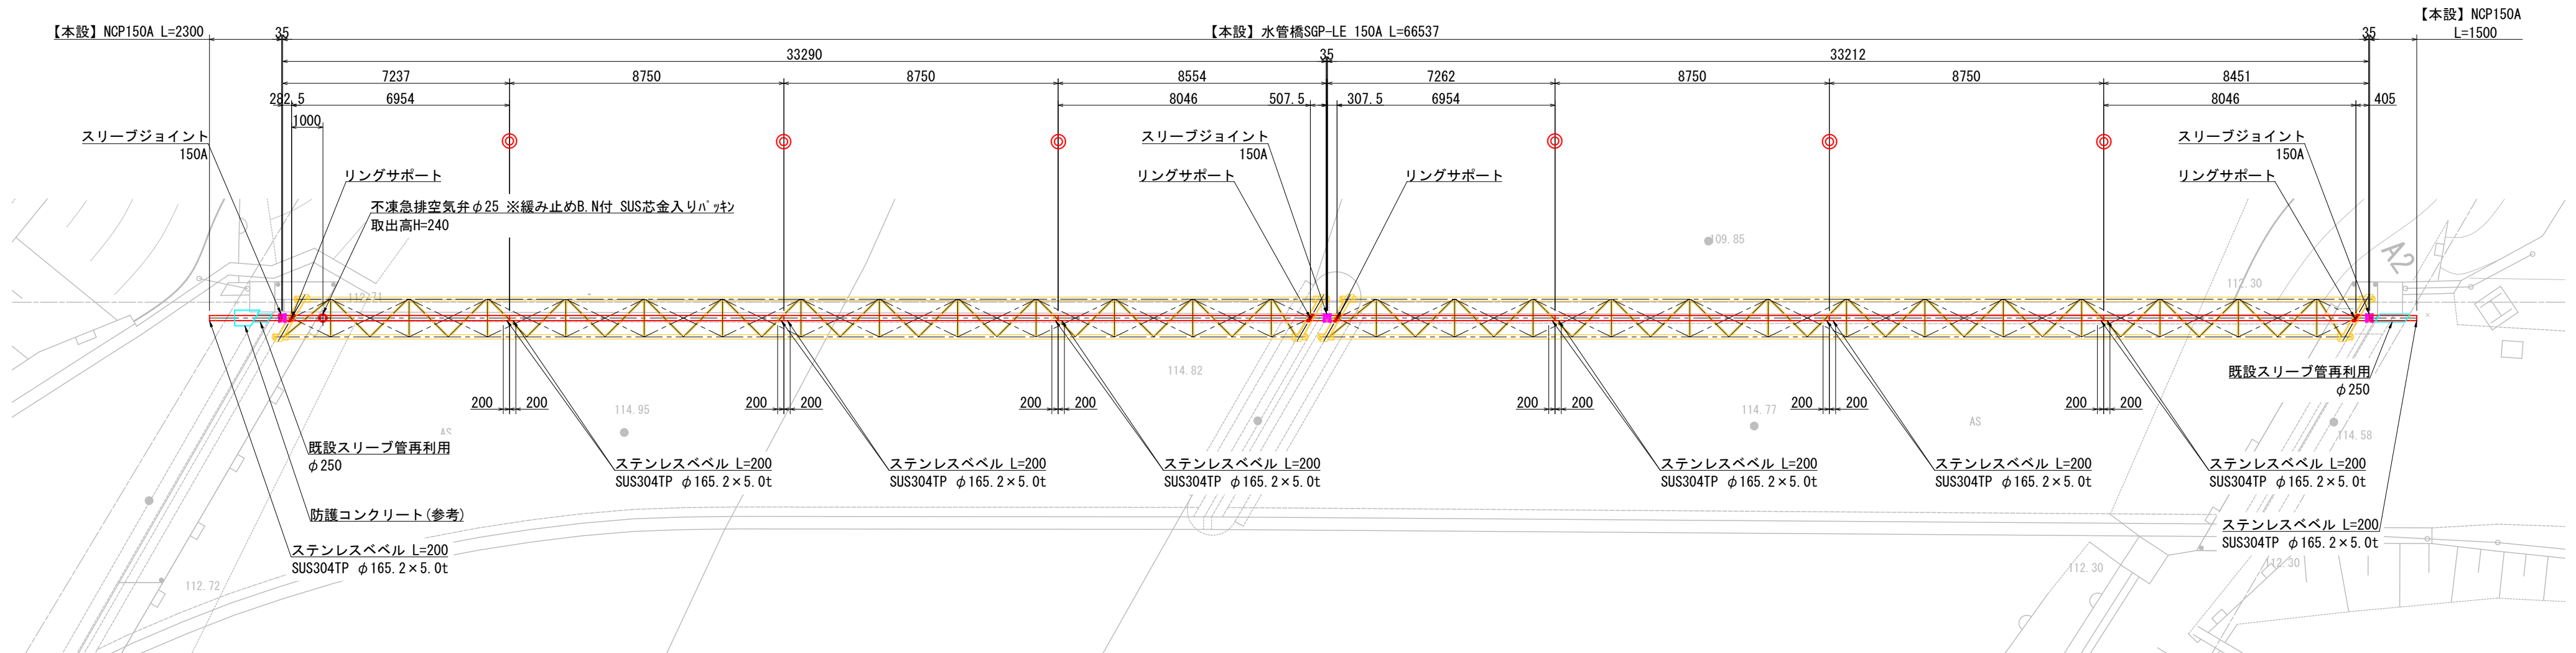 【本設】NCP150A L=2300
35
【本設】水管橋SGP-LE 150A L=66537
35
【本設】NCP150A
L=1500
33290
35
33212
7237
8750
8750
8554
7262
8750
8750
8451
282.5
6954
8046
507.5
307.5
6954
8046
405
1000
スリーブジョイント
150A
リングサポート
不凍急排空気弁φ25 ※緩み止めB.N付 SUS芯金入りﾊﾟｯｷﾝ
取出高H=240
スリーブジョイント
150A
リングサポート
リングサポート
スリーブジョイント
150A
リングサポート
109.85
A2
112.71
112.30
114.82
既設スリーブ管再利用
φ250
200 200
200 200
200 200
200 200
200 200
200 200
114.95
114.77
AS
AS
114.58
既設スリーブ管再利用
φ250
ステンレスベベル L=200
SUS304TP φ165.2×5.0t
ステンレスベベル L=200
SUS304TP φ165.2×5.0t
ステンレスベベル L=200
SUS304TP φ165.2×5.0t
ステンレスベベル L=200
SUS304TP φ165.2×5.0t
ステンレスベベル L=200
SUS304TP φ165.2×5.0t
ステンレスベベル L=200
SUS304TP φ165.2×5.0t
防護コンクリート(参考)
ステンレスベベル L=200
SUS304TP φ165.2×5.0t
ステンレスベベル L=200
SUS304TP φ165.2×5.0t
112.72
112.30
112.30